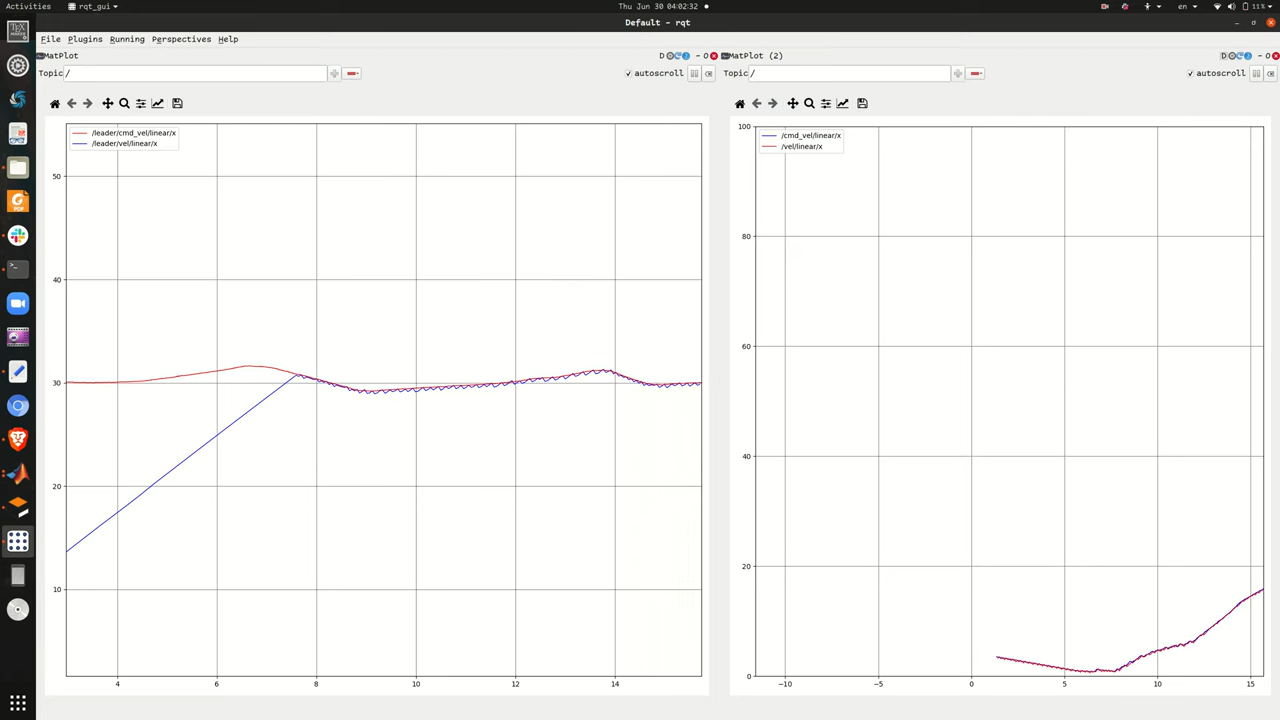 Activities
rqt_gui
Thu Jun 30 04:02:32
en
11%
Default - rqt
File Plugins Running Perspectives Help
MatPlot
D
- O
MatPlot (2)
D
- O
Topic /
autoscroll
Topic /
autoscroll
/leader/cmd_vel/linear/x
/leader/vel/linear/x
50
40
30
20
10
4 6 8 10 12 14
/cmd_vel/linear/x
/vel/linear/x
100
80
60
40
20
0
−10 −5 0 5 10 15